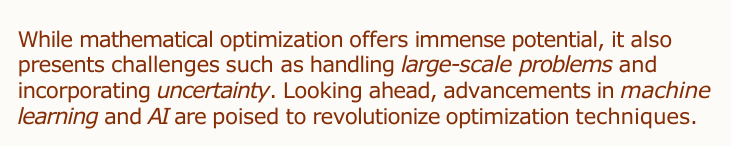 While mathematical optimization offers immense potential, it also
presents challenges such as handling large-scale problems and
incorporating uncertainty. Looking ahead, advancements in machine
learning and AI are poised to revolutionize optimization techniques.